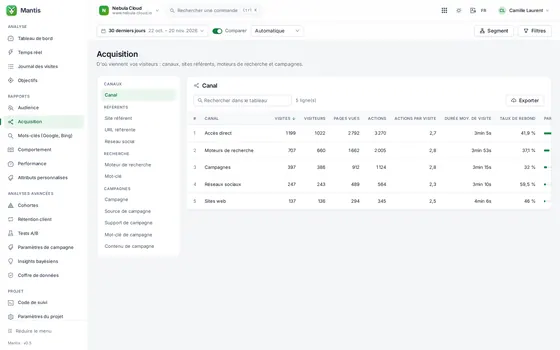 Mantis
Nebula Cloud
www.nebula-cloud.io
Rechercher une commande
Ctrl K
FR
CL
Camille Laurent
30 derniers jours
22 oct. - 20 nov. 2025
Comparer
Automatique
Segment
Filtres
ANALYSE
Tableau de bord
Temps réel
Journal des visites
Objectifs
RAPPORTS
Audience
Acquisition
Mots-clés (Google, Bing)
Comportement
Performance
Attributs personnalisés
ANALYSES AVANCÉES
Cohortes
Rétention client
Tests A/B
Paramètres de campagne
Insights bayésiens
Coffre de données
PROJET
Code de suivi
Paramètres du projet
Réduire le menu
Acquisition
D'où viennent vos visiteurs : canaux, sites référents, moteurs de recherche et campagnes.
CANAUX
Canal
RÉFÉRENTS
Site référent
URL référente
Réseau social
RECHERCHE
Moteur de recherche
Mot-clé
CAMPAGNES
Campagne
Source de campagne
Support de campagne
Mot-clé de campagne
Contenu de campagne
Canal
Rechercher dans le tableau
5 ligne(s)
Exporter
# CANAL VISITES VISITEURS PAGES VUES ACTIONS ACTIONS PAR VISITE DURÉE MOY. DE VISITE TAUX DE REBOND
1 Accès direct 1 199 1 022 2 792 3 270 2,7 3min 5s 41,9 %
2 Moteurs de recherche 707 660 1 662 2 005 2,8 3min 53s 37,1 %
3 Campagnes 397 388 912 1 124 2,8 3min 15s 32 %
4 Réseaux sociaux 247 243 489 564 2,3 3min 10s 59,5 %
5 Sites web 137 136 294 345 2,5 4min 6s 46 %